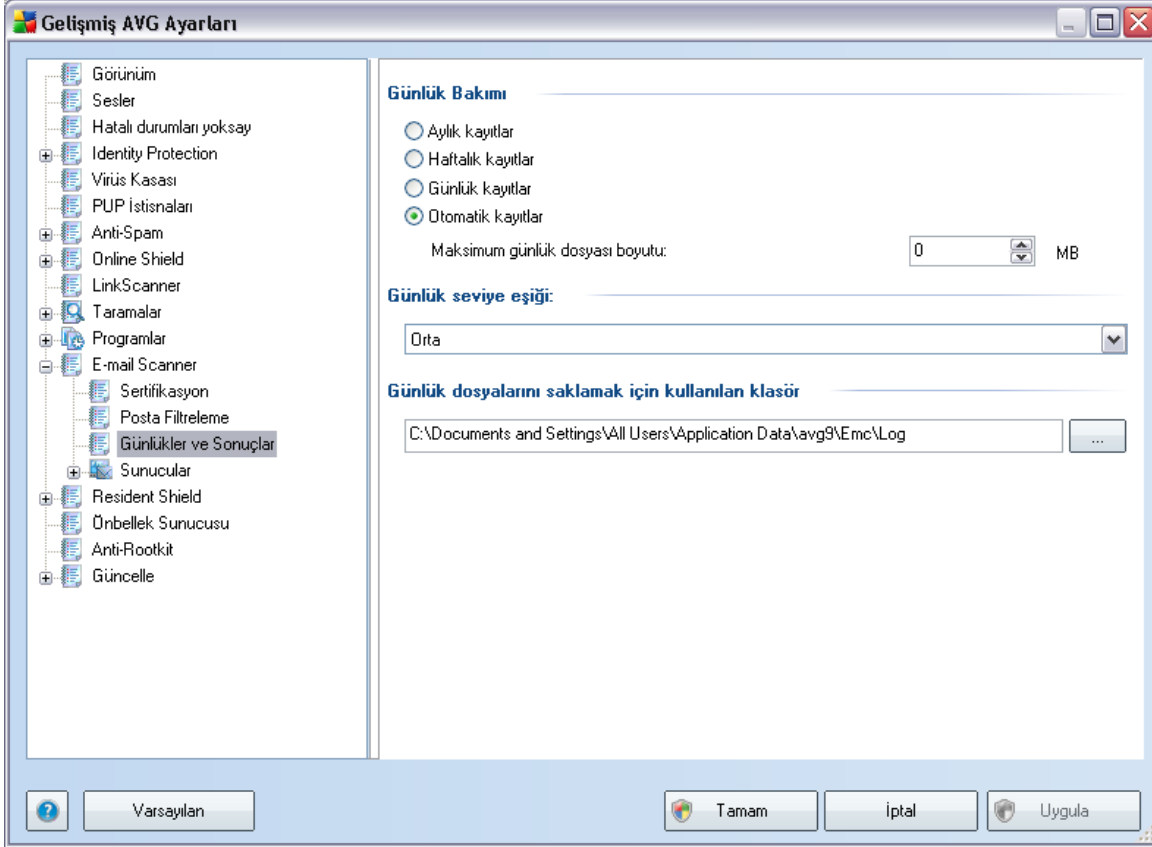 Gelişmiş AVG Ayarları
Görünüm
Sesler
Hatalı durumları yoksay
Identity Protection
Virüs Kasası
PUP İstisnaları
Anti-Spam
Online Shield
LinkScanner
Taramalar
Programlar
E-mail Scanner
Sertifikasyon
Posta Filtreleme
Günlükler ve Sonuçlar
Sunucular
Resident Shield
Önbellek Sunucusu
Anti-Rootkit
Güncelle
Günlük Bakımı
Aylık kayıtlar
Haftalık kayıtlar
Günlük kayıtlar
Otomatik kayıtlar
Maksimum günlük dosyası boyutu: 0 MB
Günlük seviye eşiği:
Orta
Günlük dosyalarını saklamak için kullanılan klasör
C:\Documents and Settings\All Users\Application Data\avg9\Emc\Log ...
Varsayılan Tamam İptal Uygula